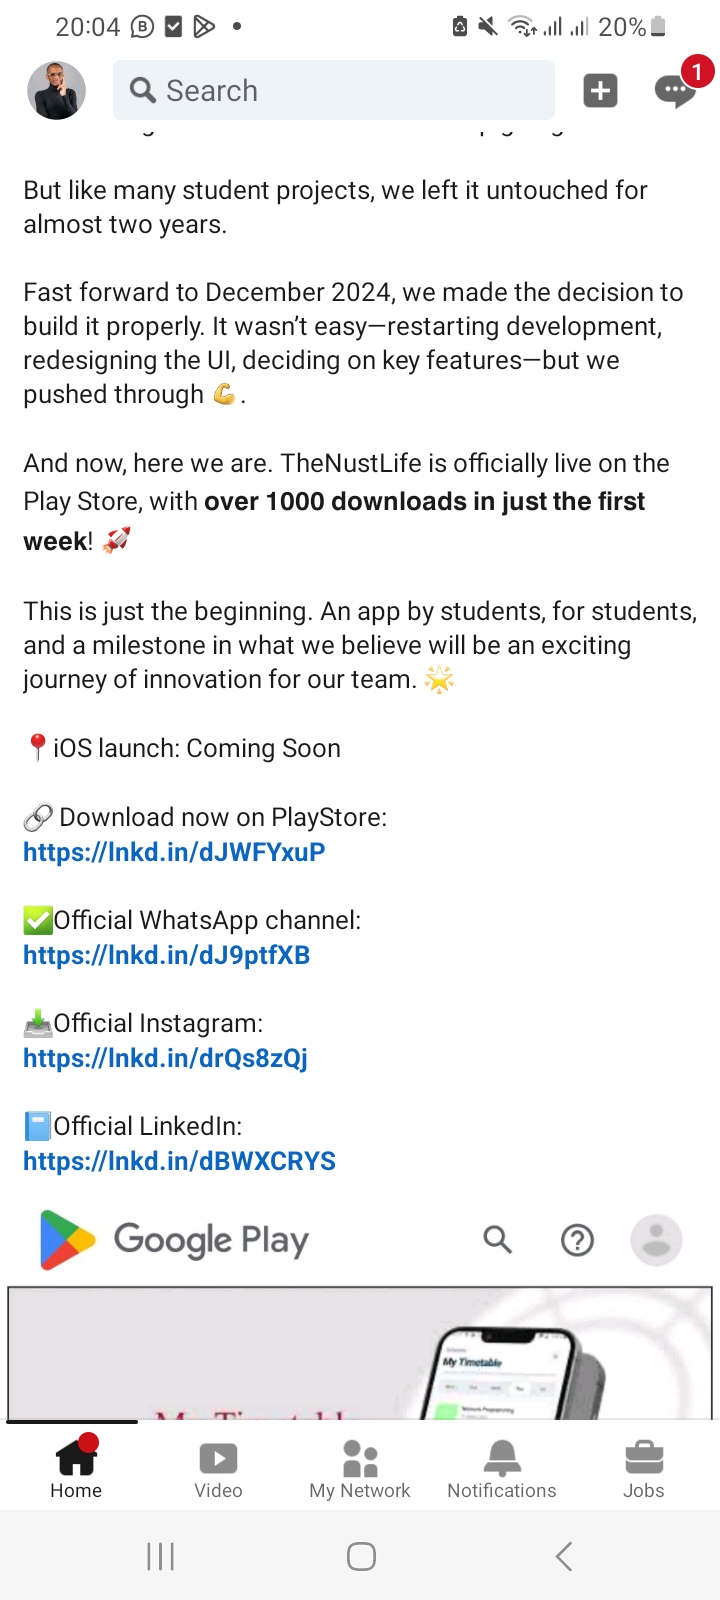 20:04
20%
Search
1
But like many student projects, we left it untouched for
almost two years.
Fast forward to December 2024, we made the decision to
build it properly. It wasn’t easy—restarting development,
redesigning the UI, deciding on key features—but we
pushed through 💪.
And now, here we are. TheNustLife is officially live on the
Play Store, with over 1000 downloads in just the first
week! 🚀
This is just the beginning. An app by students, for students,
and a milestone in what we believe will be an exciting
journey of innovation for our team. 🌟
📍iOS launch: Coming Soon
🔗 Download now on PlayStore:
https://lnkd.in/dJWFYxuP
✅Official WhatsApp channel:
https://lnkd.in/dJ9ptfXB
📥Official Instagram:
https://lnkd.in/drQs8zQj
📘Official LinkedIn:
https://lnkd.in/dBWXCRYS
Google Play
My Timetable
My Timetable
Home
Video
My Network
Notifications
Jobs